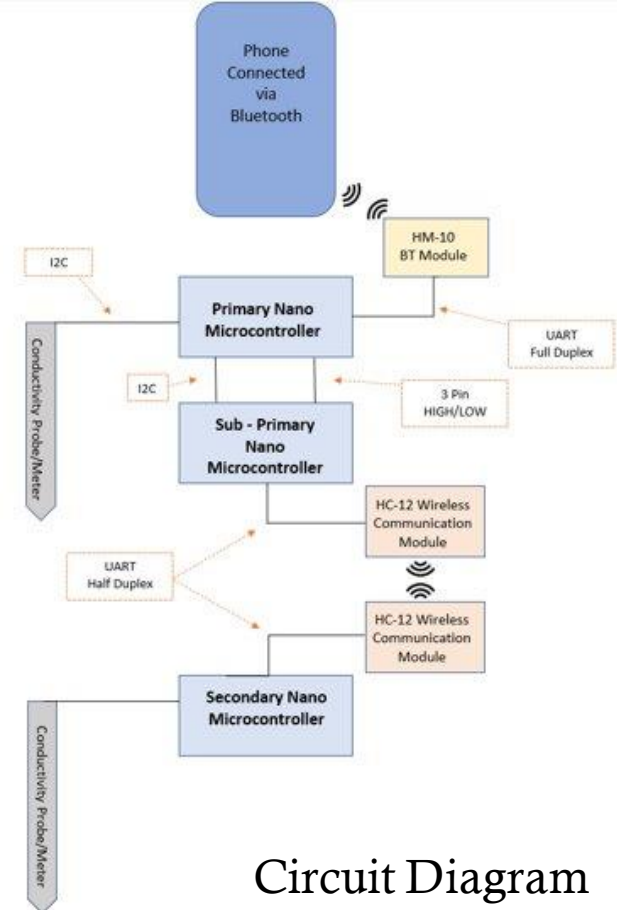 Phone
Connected
via
Bluetooth
HM-10
BT Module
I2C
Primary Nano
Microcontroller
UART
Full Duplex
Conductivity Probe/Meter
I2C
3 Pin
HIGH/LOW
Sub - Primary
Nano
Microcontroller
HC-12 Wireless
Communication
Module
UART
Half Duplex
HC-12 Wireless
Communication
Module
Secondary Nano
Microcontroller
Conductivity Probe/Meter
Circuit Diagram